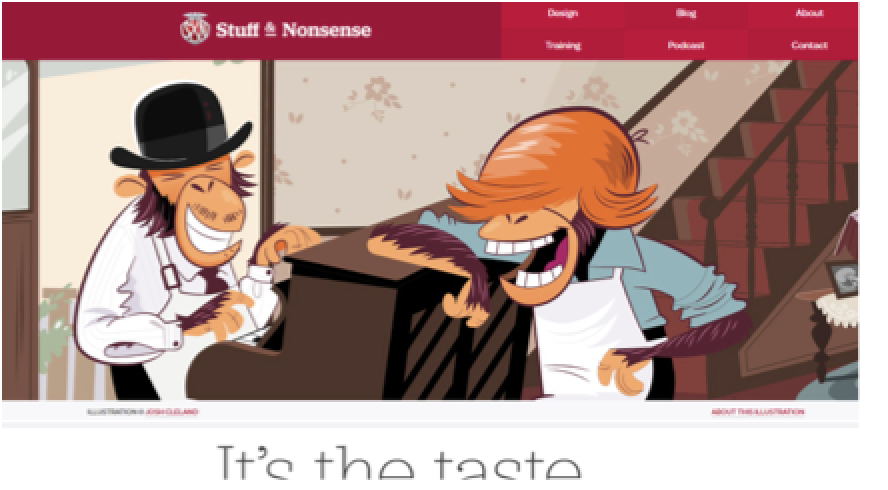 Stuff & Nonsense
Design Blog About
Training Podcast Contact
ILLUSTRATION © JOSH CLELAND
ABOUT THIS ILLUSTRATION
It's the taste